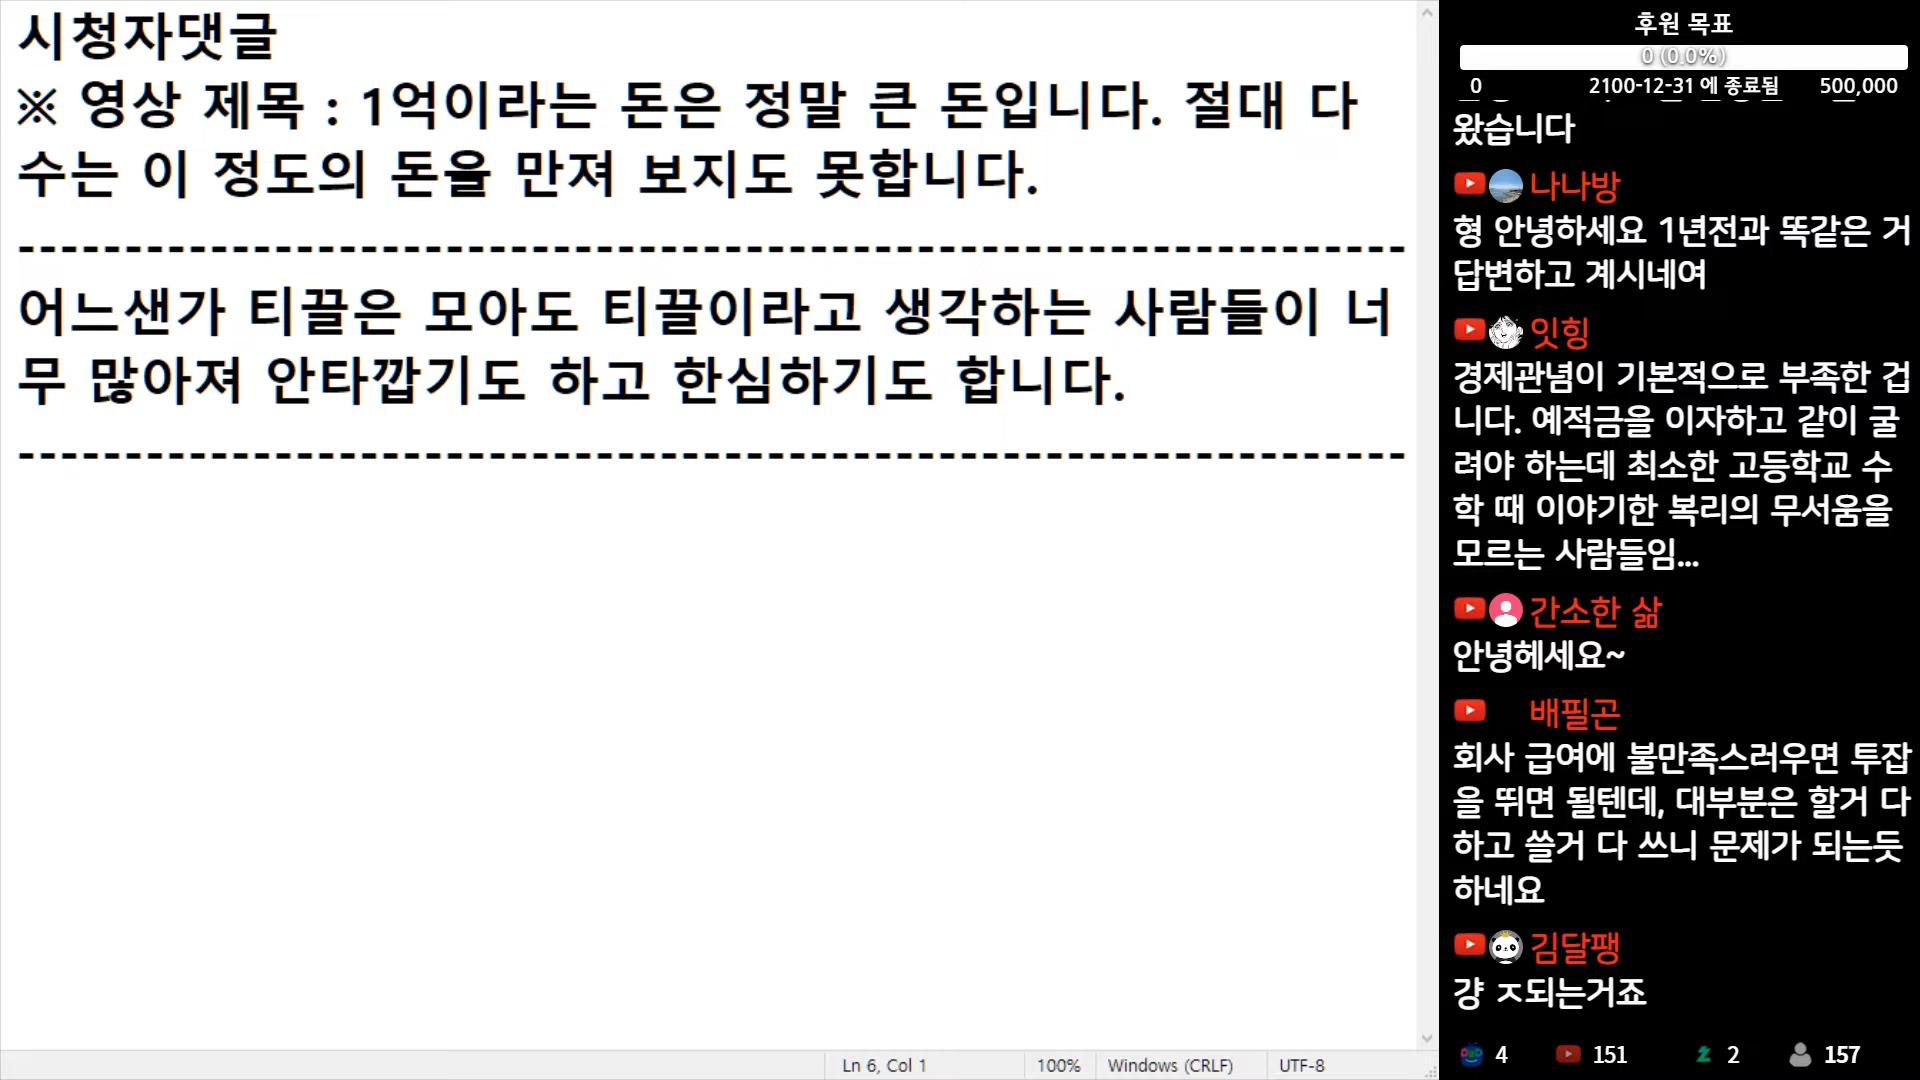 시청자댓글
※ 영상 제목 : 1억이라는 돈은 정말 큰 돈입니다. 절대 다
수는 이 정도의 돈을 만져 보지도 못합니다.
------------------------------------------------------------------
어느샌가 티끌은 모아도 티끌이라고 생각하는 사람들이 너
무 많아져 안타깝기도 하고 한심하기도 합니다.
------------------------------------------------------------------
Ln 6, Col 1
100%
Windows (CRLF)
UTF-8
후원 목표
0 (0.0%)
0 2100-12-31 에 종료됨 500,000
왔습니다
나나방
형 안녕하세요 1년전과 똑같은 거
답변하고 계시네여
잇힝
경제관념이 기본적으로 부족한 겁
니다. 예적금을 이자하고 같이 굴
려야 하는데 최소한 고등학교 수
학 때 이야기한 복리의 무서움을
모르는 사람들임...
간소한 삶
안녕헤세요~
배필곤
회사 급여에 불만족스러우면 투잡
을 뛰면 될텐데, 대부분은 할거 다
하고 쓸거 다 쓰니 문제가 되는듯
하네요
김달팽
걍 ㅈ되는거죠
4 151 2 157